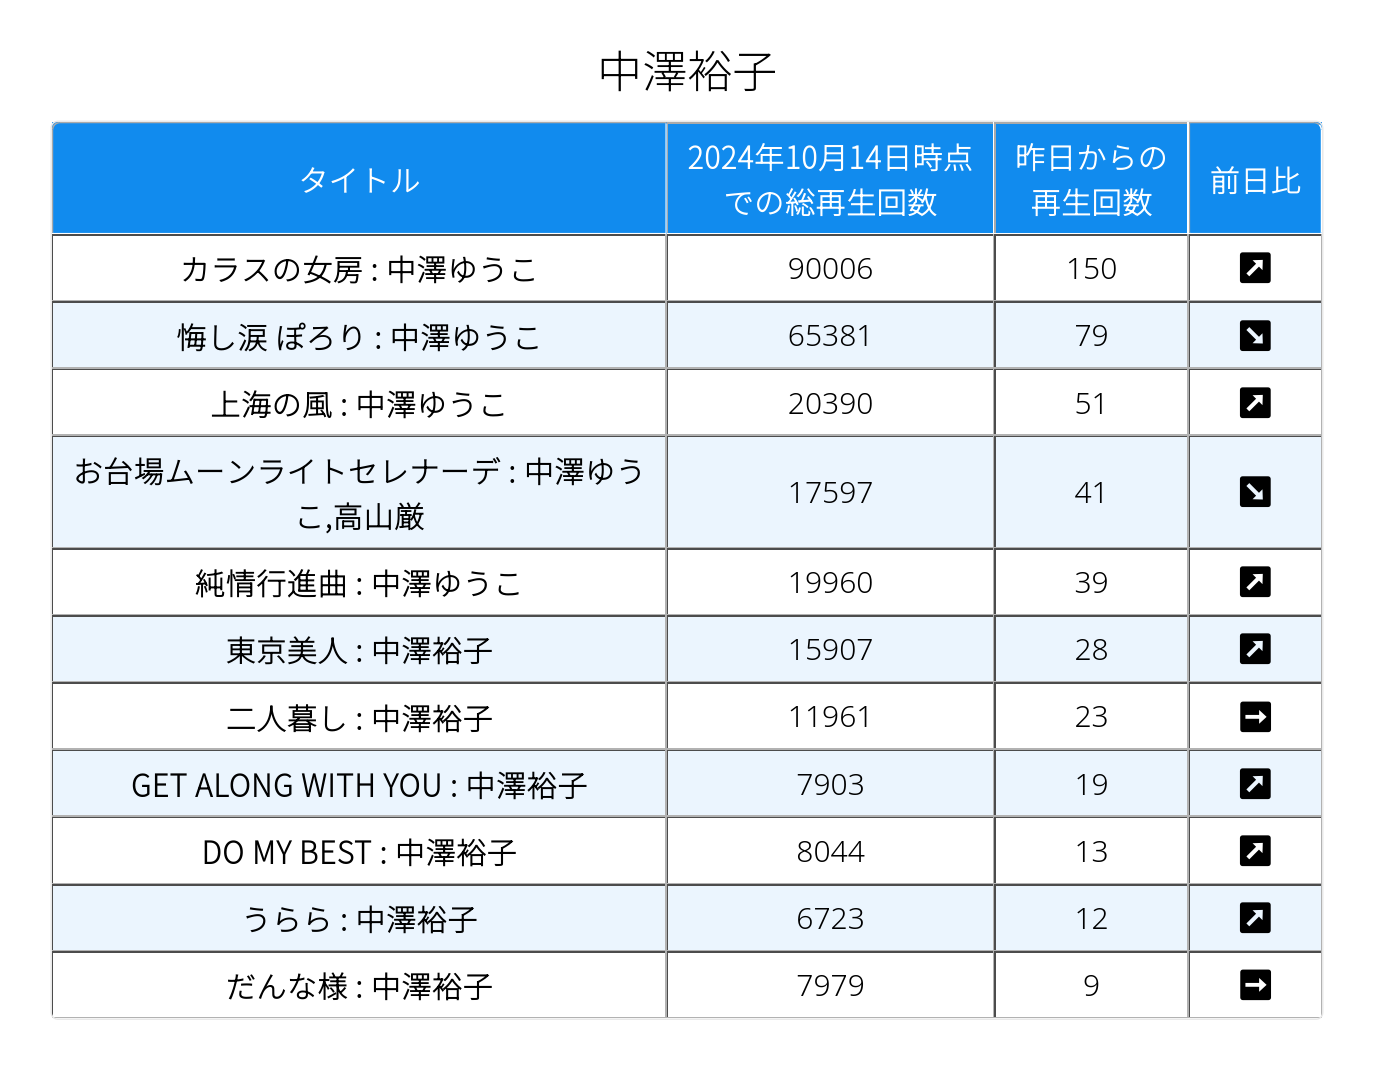 中澤裕子
タイトル
2024年10月14日時点
での総再生回数
昨日からの
再生回数
前日比
カラスの女房 : 中澤ゆうこ 90006 150
悔し涙 ぽろり : 中澤ゆうこ 65381 79
上海の風 : 中澤ゆうこ 20390 51
お台場ムーンライトセレナーデ : 中澤ゆう
こ,高山厳 17597 41
純情行進曲 : 中澤ゆうこ 19960 39
東京美人 : 中澤裕子 15907 28
二人暮し : 中澤裕子 11961 23
GET ALONG WITH YOU : 中澤裕子 7903 19
DO MY BEST : 中澤裕子 8044 13
うらら : 中澤裕子 6723 12
だんな様 : 中澤裕子 7979 9